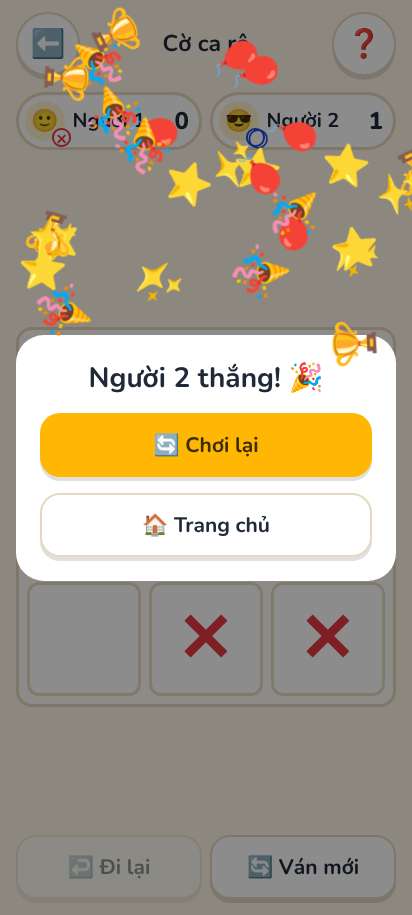 Cờ ca rô
Người 1 0
Người 2 1
Người 2 thắng!
Chơi lại
Trang chủ
Đi lại
Ván mới